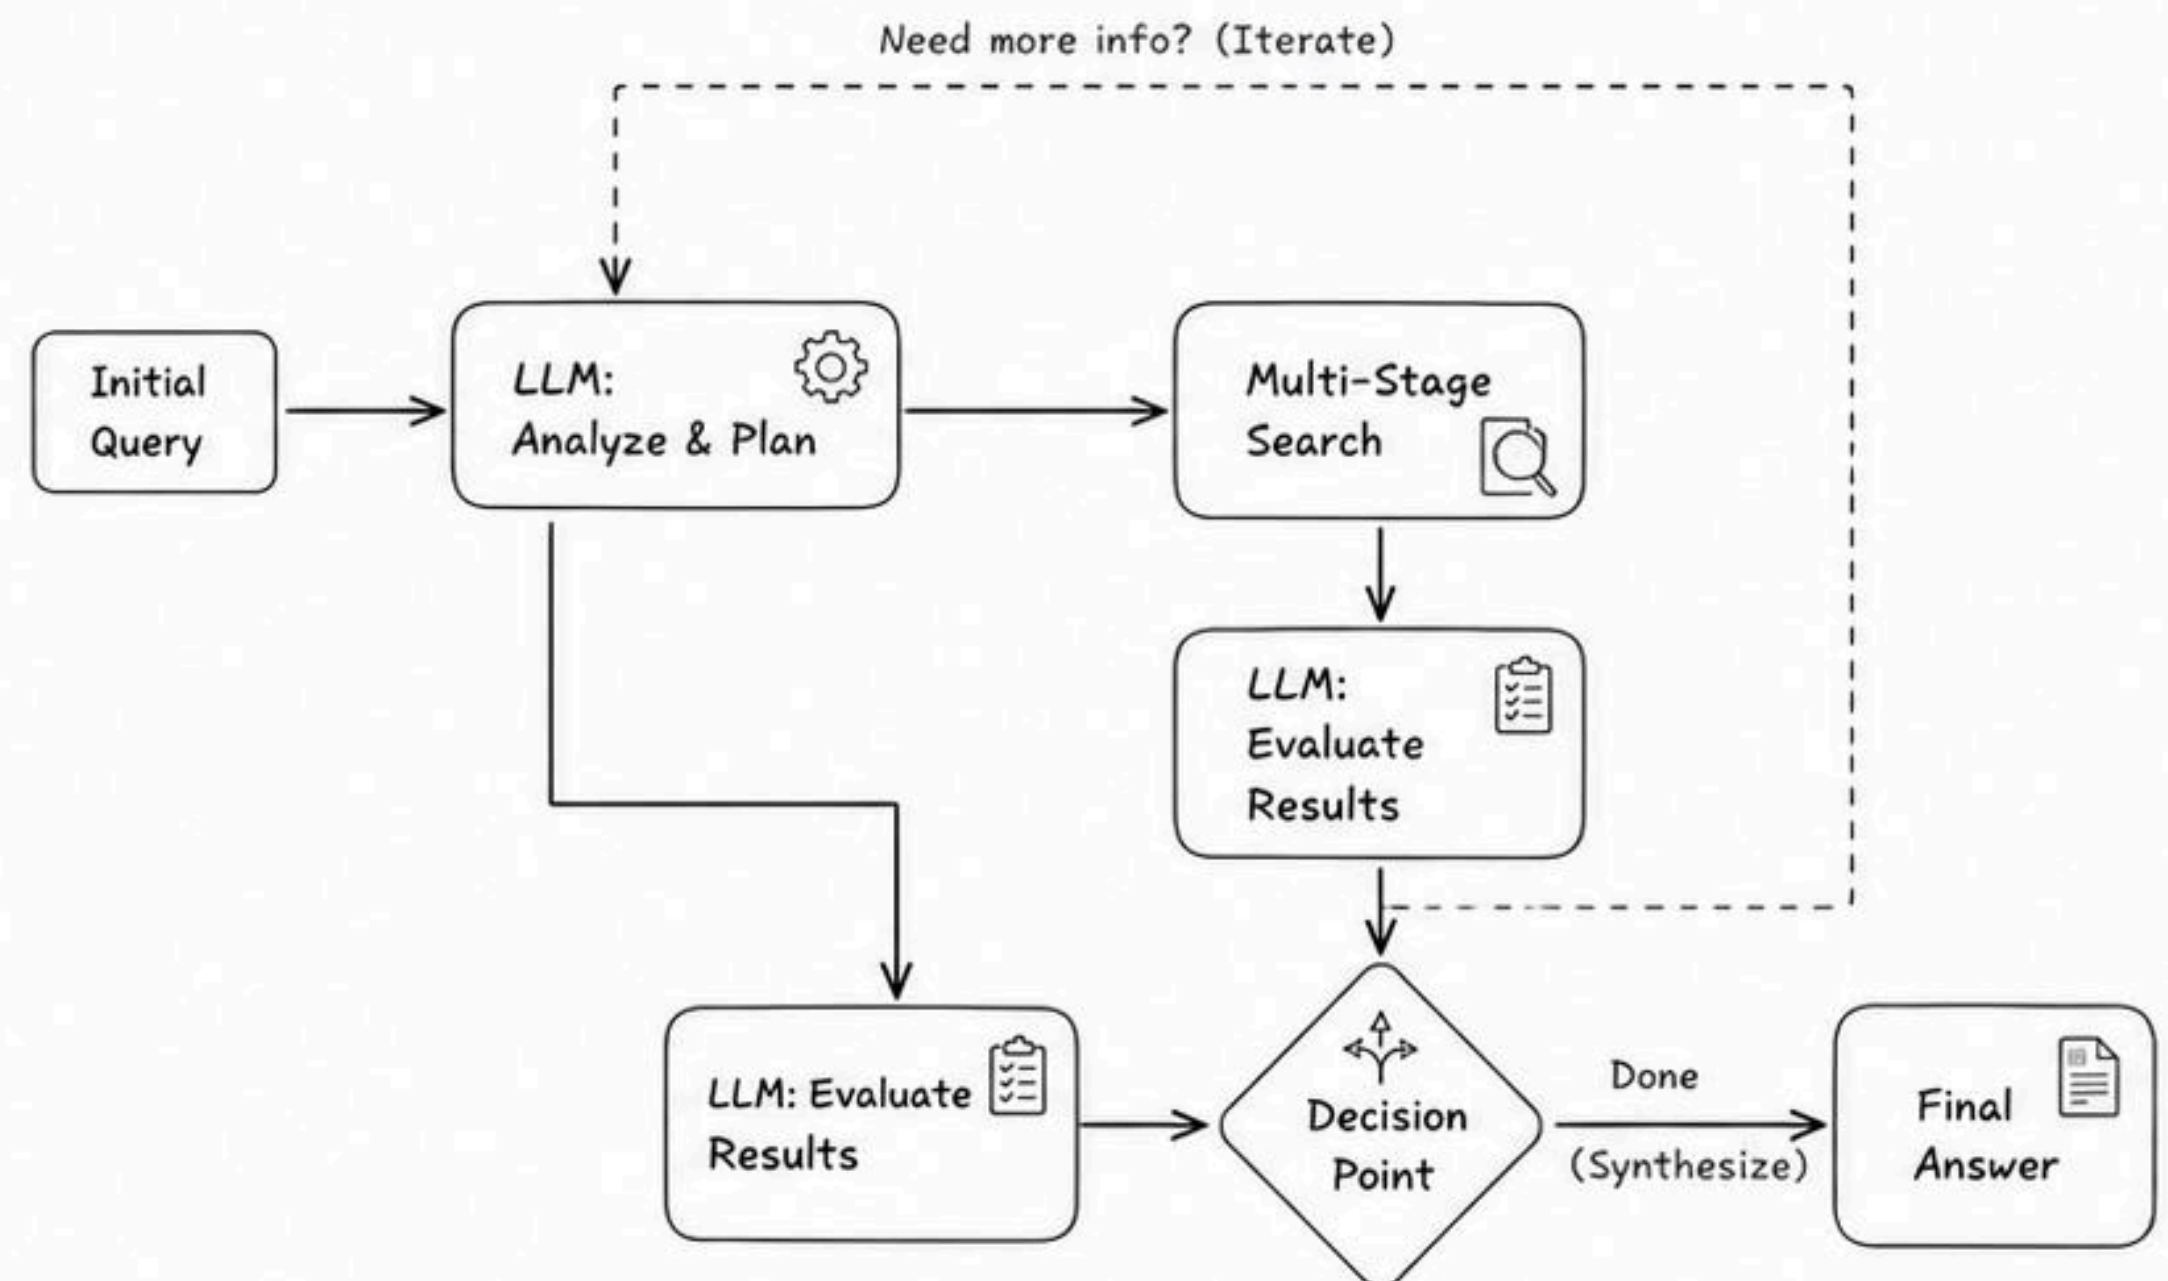 Need more info? (Iterate)
Initial
Query
LLM:
Analyze & Plan
Multi-Stage
Search
LLM:
Evaluate
Results
LLM: Evaluate
Results
Decision
Point
Done
(Synthesize)
Final
Answer